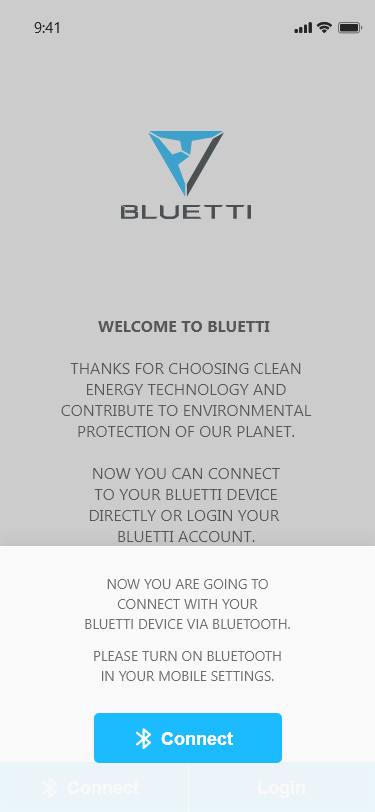 9:41
BLUETTI
WELCOME TO BLUETTI
THANKS FOR CHOOSING CLEAN
ENERGY TECHNOLOGY AND
CONTRIBUTE TO ENVIRONMENTAL
PROTECTION OF OUR PLANET.
NOW YOU CAN CONNECT
TO YOUR BLUETTI DEVICE
DIRECTLY OR LOGIN YOUR
BLUETTI ACCOUNT.
NOW YOU ARE GOING TO
CONNECT WITH YOUR
BLUETTI DEVICE VIA BLUETOOTH.
PLEASE TURN ON BLUETOOTH
IN YOUR MOBILE SETTINGS.
Connect
Connect
Login